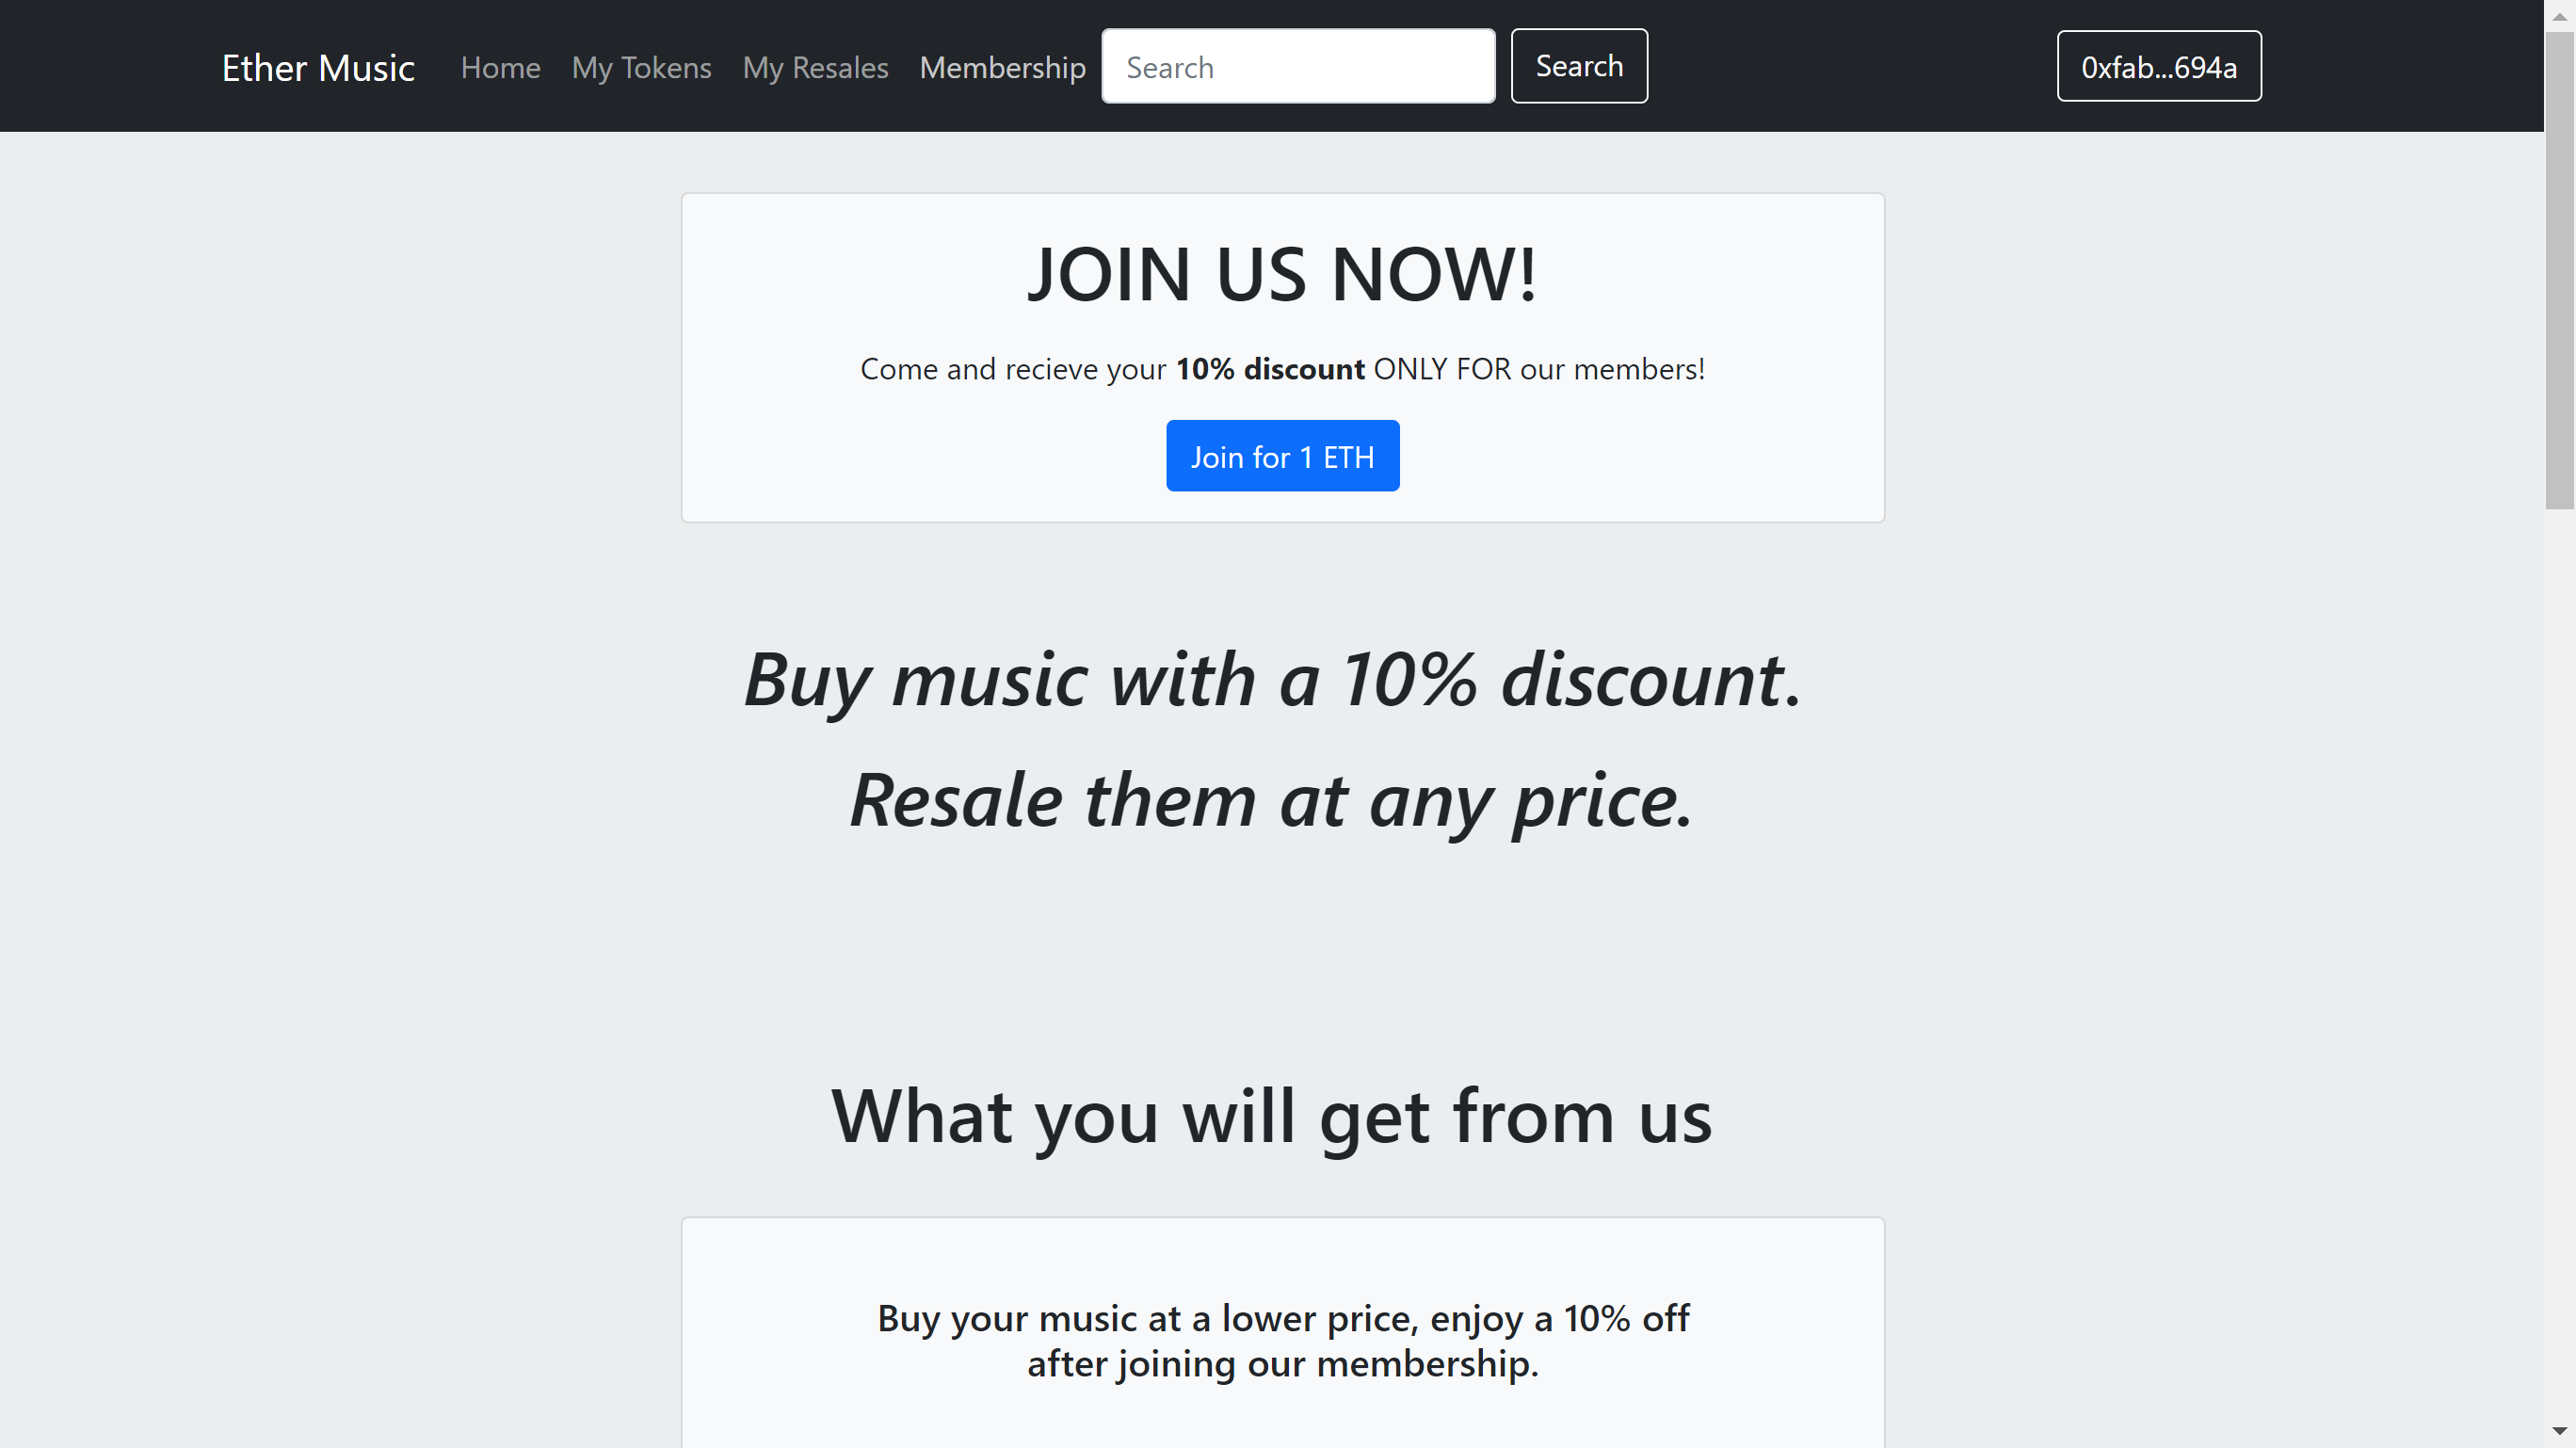 Ether Music Home My Tokens My Resales Membership Search Search 0xfab...694a
JOIN US NOW!
Come and recieve your 10% discount ONLY FOR our members!
Join for 1 ETH
Buy music with a 10% discount.
Resale them at any price.
What you will get from us
Buy your music at a lower price, enjoy a 10% off
after joining our membership.